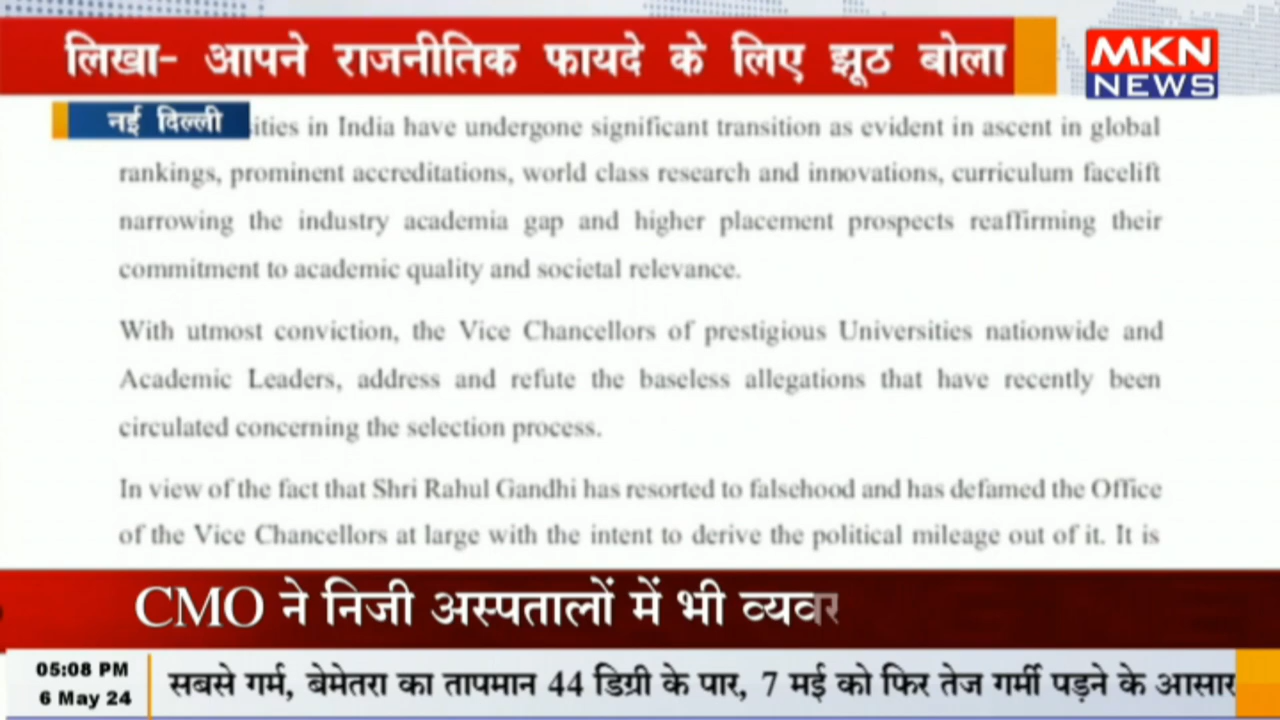 लिखा- आपने राजनीतिक फायदे के लिए झूठ बोला
MKN
NEWS
नई दिल्ली
ities in India have undergone significant transition as evident in ascent in global
rankings, prominent accreditations, world class research and innovations, curriculum facelift
narrowing the industry academia gap and higher placement prospects reaffirming their
commitment to academic quality and societal relevance.
With utmost conviction, the Vice Chancellors of prestigious Universities nationwide and
Academic Leaders, address and refute the baseless allegations that have recently been
circulated concerning the selection process.
In view of the fact that Shri Rahul Gandhi has resorted to falsehood and has defamed the Office
of the Vice Chancellors at large with the intent to derive the political mileage out of it. It is
CMO ने निजी अस्पतालों में भी व्यवर
05:08 PM
6 May 24
सबसे गर्म, बेमेतरा का तापमान 44 डिग्री के पार, 7 मई को फिर तेज गर्मी पड़ने के आसार